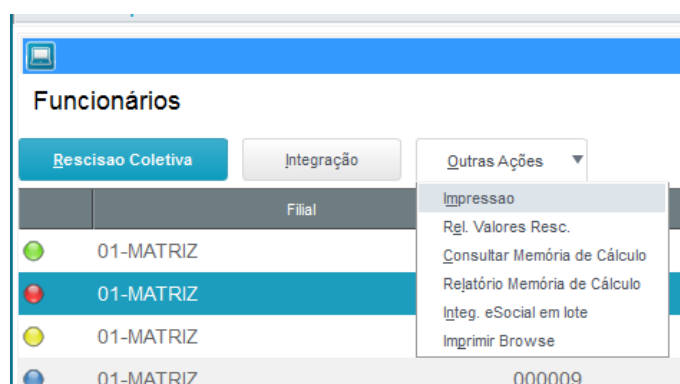 Funcionários
Rescisao Coletiva
Integração
Outras Ações
Filial
Impressao
Rel. Valores Resc.
Consultar Memória de Cálculo
Relatório Memória de Cálculo
Integ. eSocial em lote
Imprimir Browse
01-MATRIZ
01-MATRIZ
01-MATRIZ
01-MATRIZ 000009